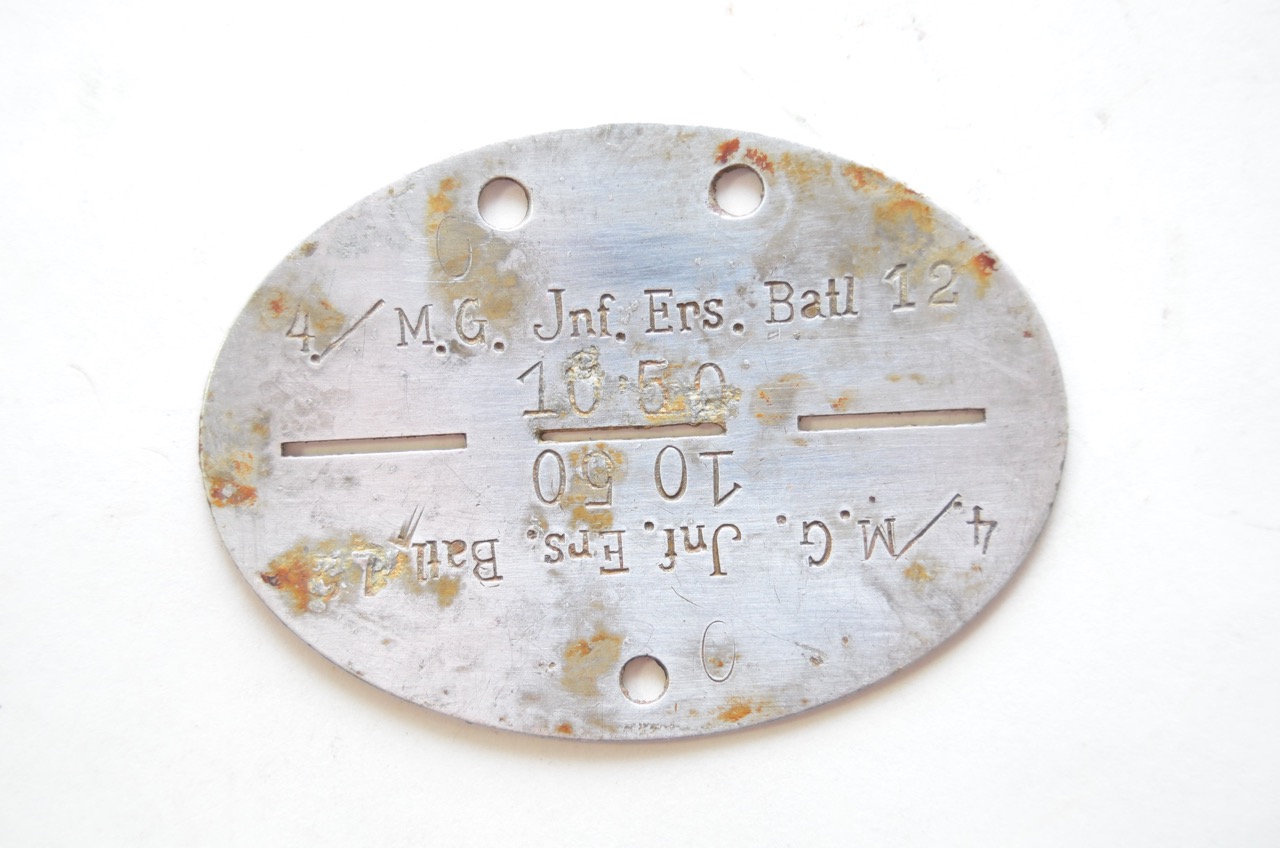 0
4./ M.G. Jnf. Ers. Batl 12
1050
1050
4./ M.G. Jnf. Ers. Batl
0